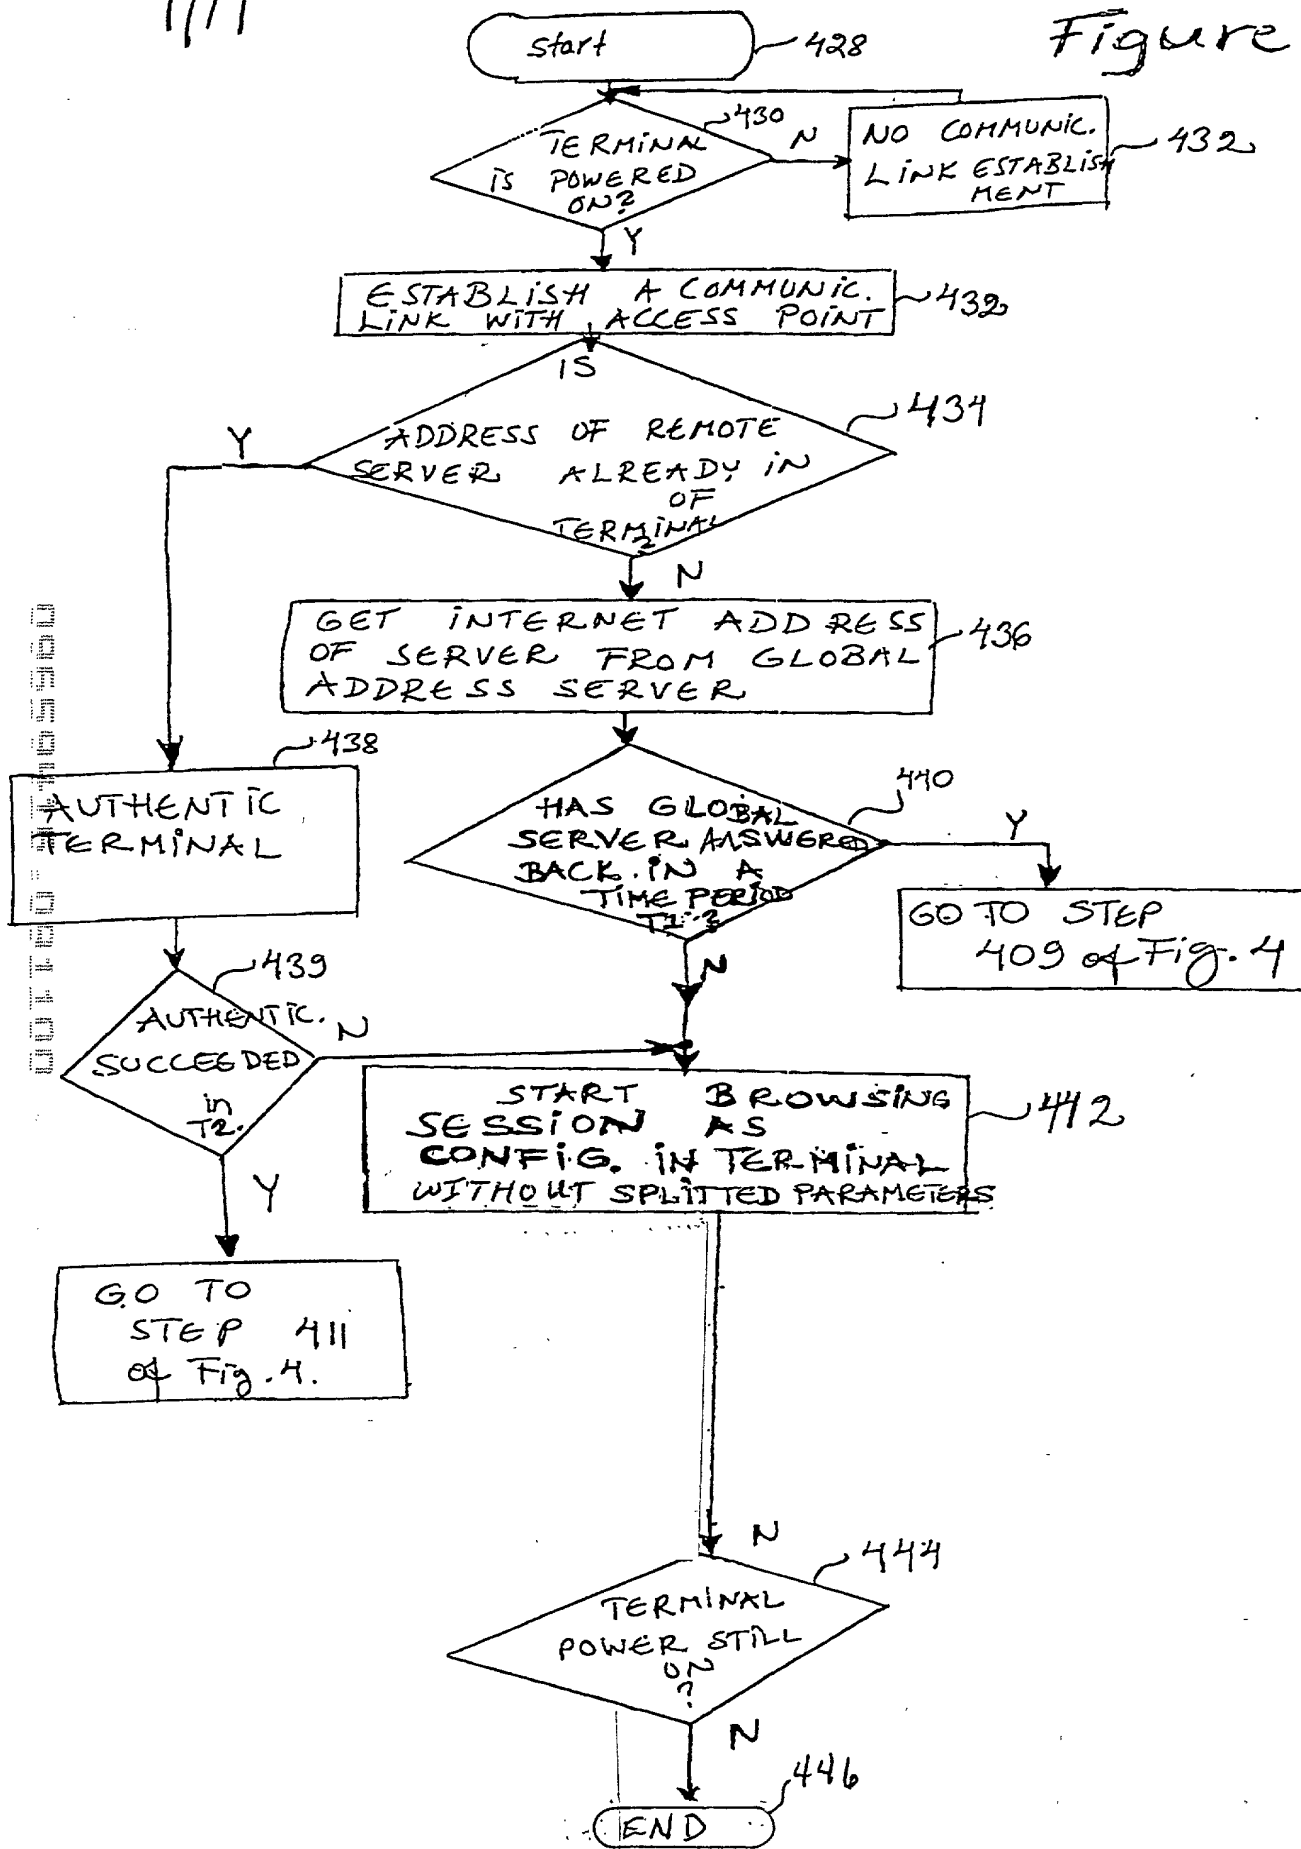 Figure
start
428
430
TERMINAL
IS POWERED
ON?
N
NO COMMUNIC.
LINK ESTABLISH
MENT
432
Y
ESTABLISH A COMMUNIC.
LINK WITH ACCESS POINT
432
IS
ADDRESS OF REMOTE
SERVER ALREADY IN
OF
TERMINAL
?
434
Y
N
GET INTERNET ADDRESS
OF SERVER FROM GLOBAL
ADDRESS SERVER
436
438
AUTHENTIC
TERMINAL
HAS GLOBAL
SERVER ANSWERED
BACK IN A
TIME PERIOD
T1 ?
440
Y
GO TO STEP
409 of Fig. 4
N
439
AUTHENTIC.
SUCCEEDED
in
T2.
N
START BROWSING
SESSION AS
CONFIG. IN TERMINAL
WITHOUT SPLITTED PARAMETERS
442
Y
GO TO
STEP 411
of Fig. 4.
N
TERMINAL
POWER STILL
ON
?
444
N
END
446